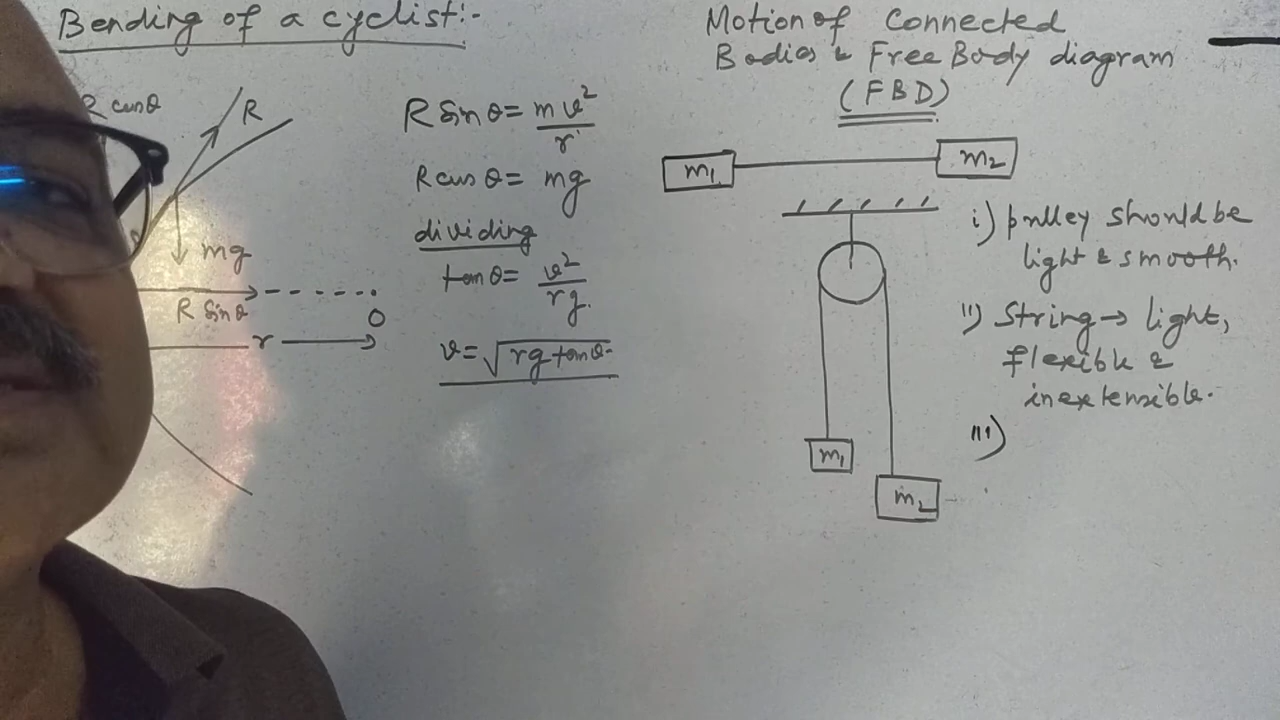 Bending of a cyclist:-
R cosθ
R
mg
R Sinθ
O
r
R Sinθ = mv²/r
R cosθ = mg
dividing
tanθ = v²/rg.
v = √rg tanθ
Motion of Connected
Bodies & Free Body diagram
(FBD)
m₁
m₂
i) pulley should be
light & smooth.
ii) String → light,
flexible &
inextensible.
iii)
m₁
m₂